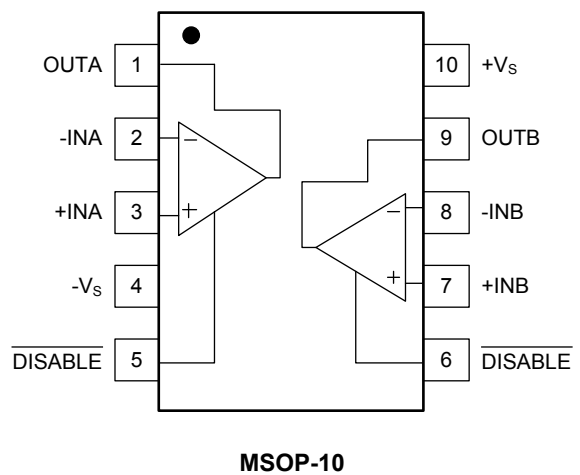 OUTA 1
10 +VS
-INA 2
−
9 OUTB
+INA 3
+
−
8 -INB
-VS 4
+
7 +INB
DISABLE 5
6 DISABLE
MSOP-10